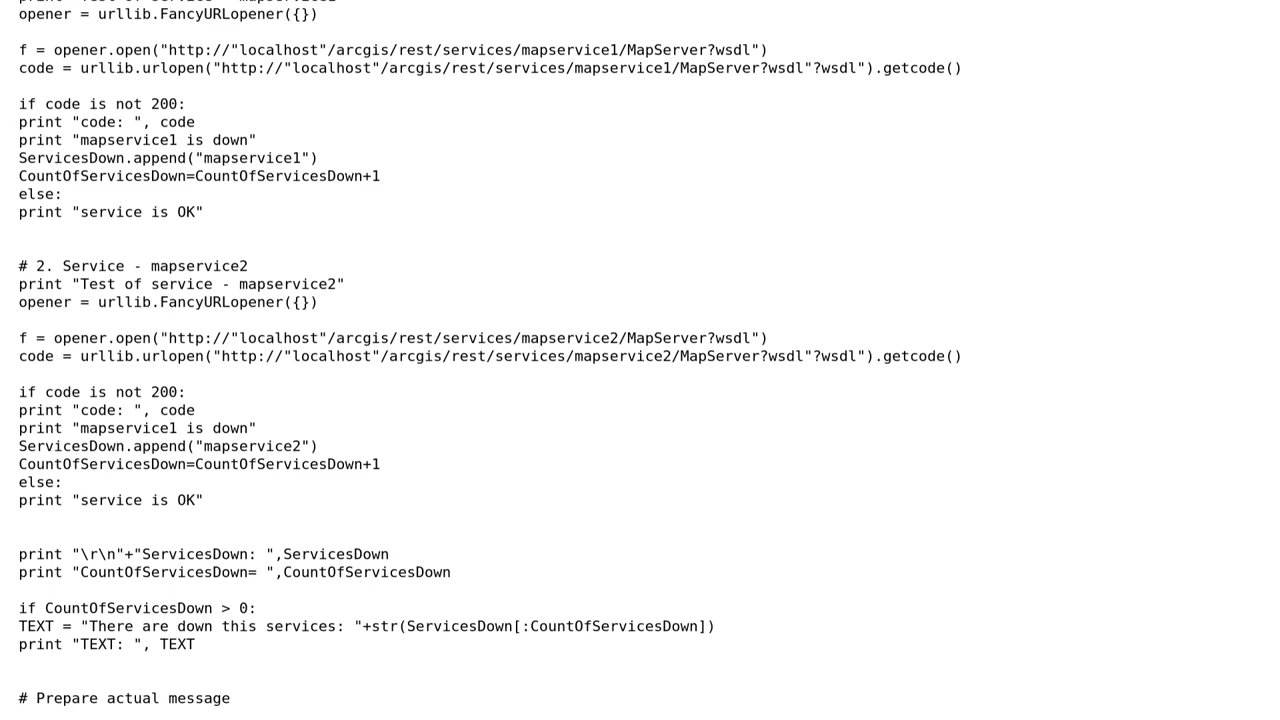 opener = urllib.FancyURLopener({})
f = opener.open("http://"localhost"/arcgis/rest/services/mapservice1/MapServer?wsdl")
code = urllib.urlopen("http://"localhost"/arcgis/rest/services/mapservice1/MapServer?wsdl"?wsdl").getcode()
if code is not 200:
print "code: ", code
print "mapservice1 is down"
ServicesDown.append("mapservice1")
CountOfServicesDown=CountOfServicesDown+1
else:
print "service is OK"
# 2. Service - mapservice2
print "Test of service - mapservice2"
opener = urllib.FancyURLopener({})
f = opener.open("http://"localhost"/arcgis/rest/services/mapservice2/MapServer?wsdl")
code = urllib.urlopen("http://"localhost"/arcgis/rest/services/mapservice2/MapServer?wsdl"?wsdl").getcode()
if code is not 200:
print "code: ", code
print "mapservice1 is down"
ServicesDown.append("mapservice2")
CountOfServicesDown=CountOfServicesDown+1
else:
print "service is OK"
print "\r\n"+"ServicesDown: ",ServicesDown
print "CountOfServicesDown= ",CountOfServicesDown
if CountOfServicesDown > 0:
TEXT = "There are down this services: "+str(ServicesDown[:CountOfServicesDown])
print "TEXT: ", TEXT
# Prepare actual message